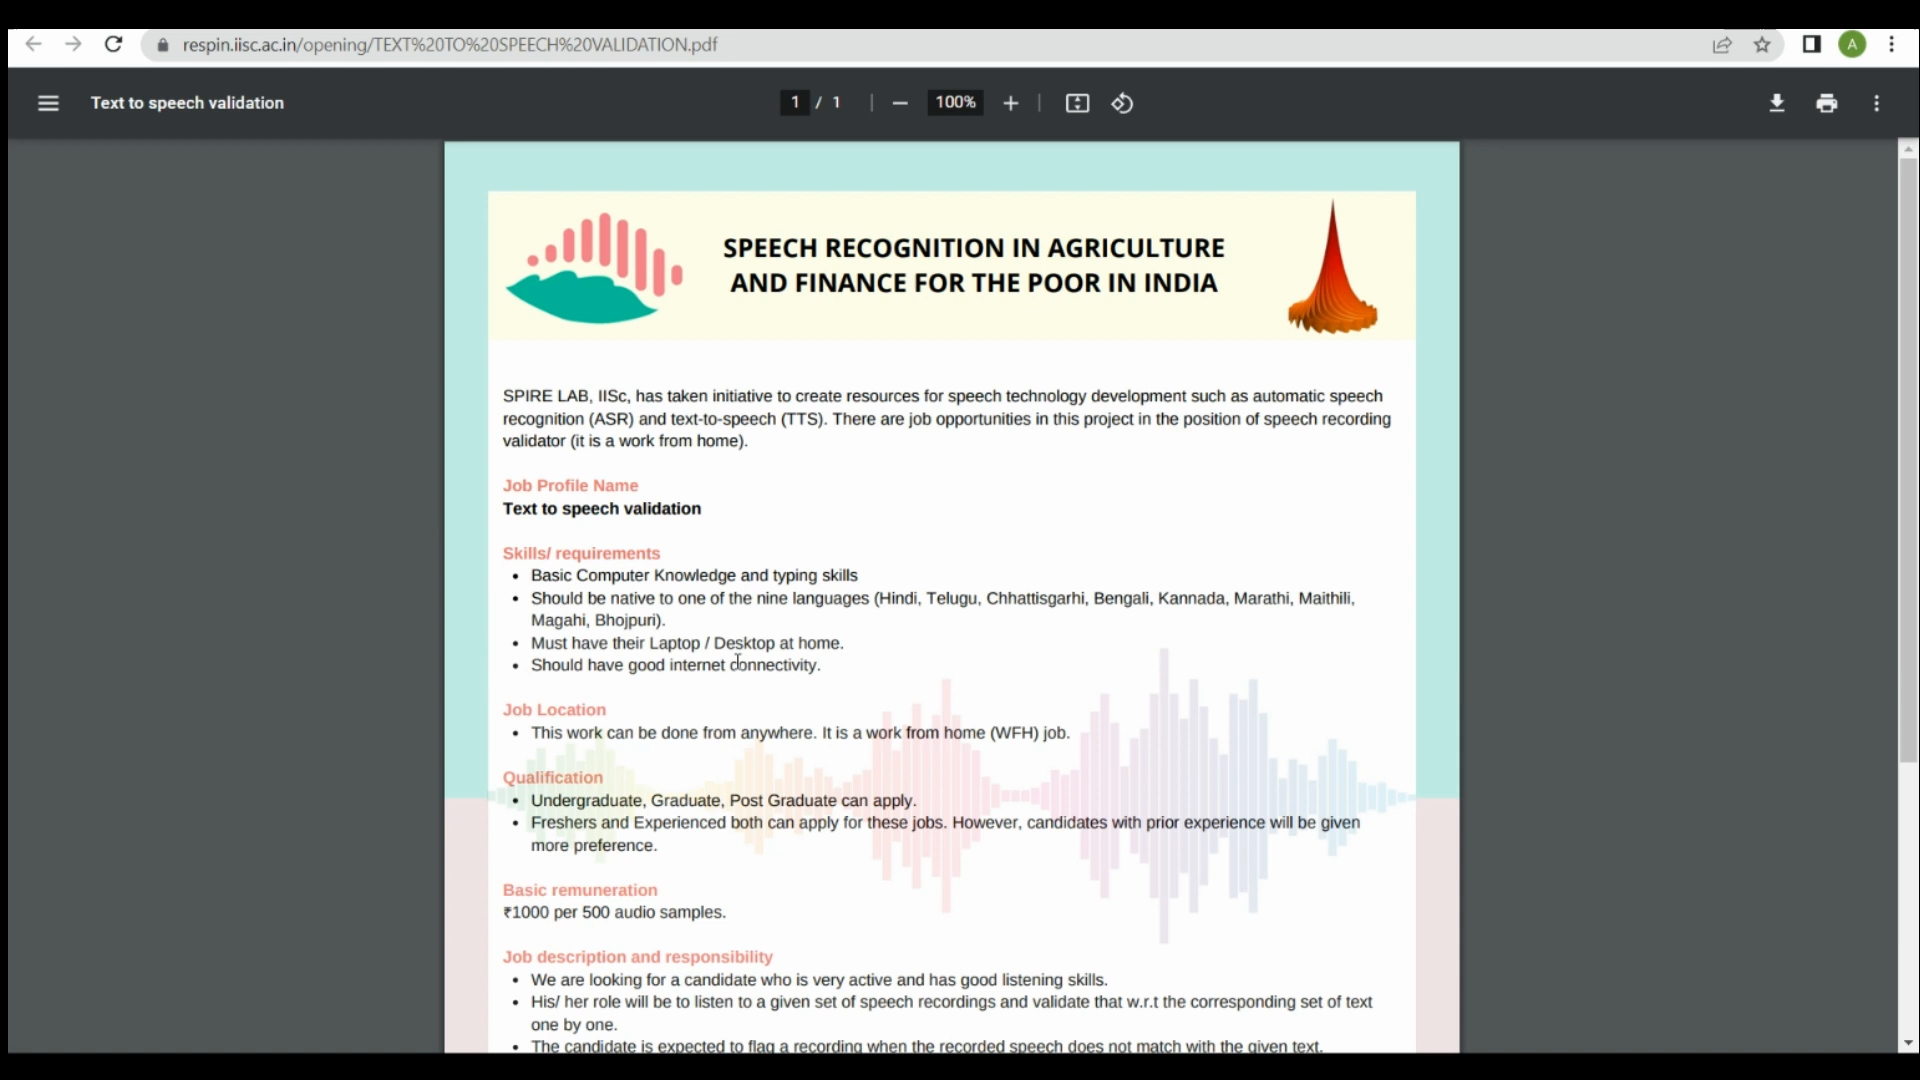 respin.iisc.ac.in/opening/TEXT%20TO%20SPEECH%20VALIDATION.pdf
A
Text to speech validation
1 / 1
100%
SPEECH RECOGNITION IN AGRICULTURE
AND FINANCE FOR THE POOR IN INDIA
SPIRE LAB, IISc, has taken initiative to create resources for speech technology development such as automatic speech
recognition (ASR) and text-to-speech (TTS). There are job opportunities in this project in the position of speech recording
validator (it is a work from home).
Job Profile Name
Text to speech validation
Skills/ requirements
• Basic Computer Knowledge and typing skills
• Should be native to one of the nine languages (Hindi, Telugu, Chhattisgarhi, Bengali, Kannada, Marathi, Maithili,
Magahi, Bhojpuri).
• Must have their Laptop / Desktop at home.
• Should have good internet connectivity.
Job Location
• This work can be done from anywhere. It is a work from home (WFH) job.
Qualification
• Undergraduate, Graduate, Post Graduate can apply.
• Freshers and Experienced both can apply for these jobs. However, candidates with prior experience will be given
more preference.
Basic remuneration
₹1000 per 500 audio samples.
Job description and responsibility
• We are looking for a candidate who is very active and has good listening skills.
• His/ her role will be to listen to a given set of speech recordings and validate that w.r.t the corresponding set of text
one by one.
• The candidate is expected to flag a recording when the recorded speech does not match with the given text.